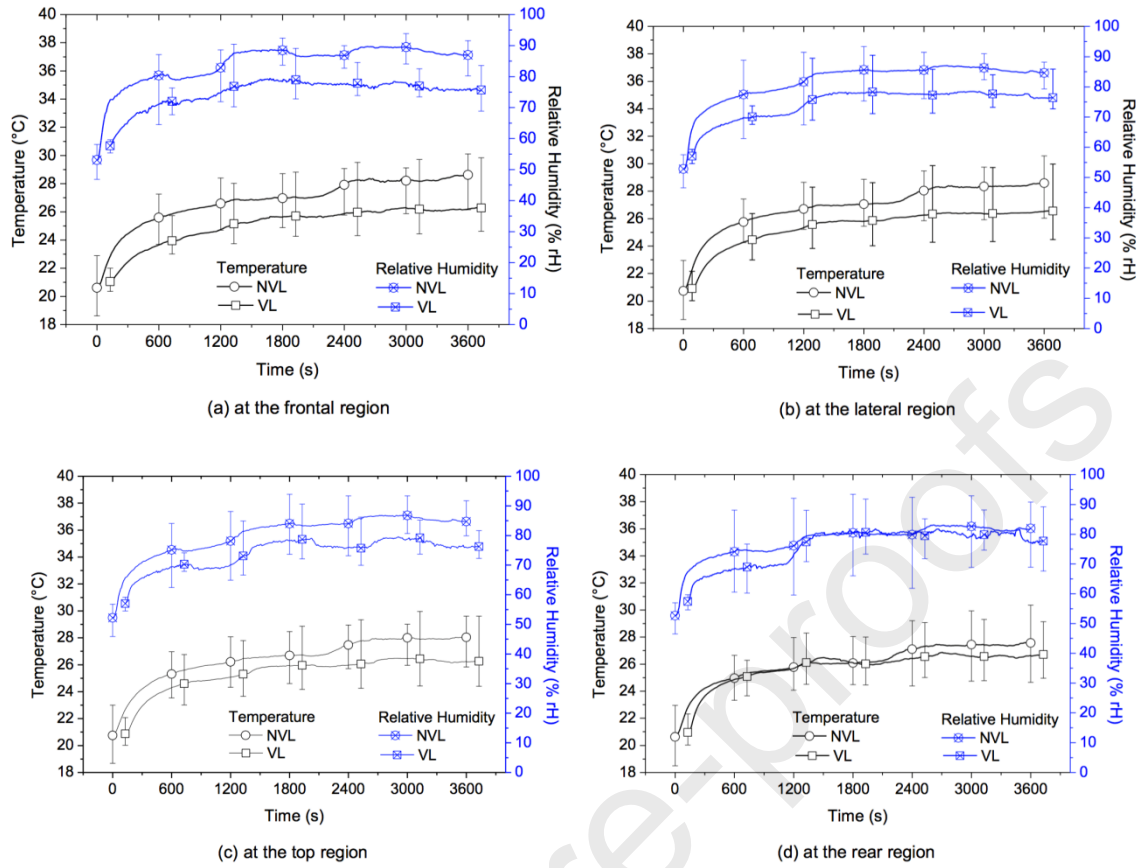 Temperature (°C)
40
38
36
34
32
30
28
26
24
22
20
18
0 600 1200 1800 2400 3000 3600
Time (s)
100
90
80
70
60
50
40
30
20
10
0
Relative Humidity (% rH)
Temperature Relative Humidity
NVL NVL
VL VL
(a) at the frontal region
Temperature (°C)
40
38
36
34
32
30
28
26
24
22
20
18
0 600 1200 1800 2400 3000 3600
Time (s)
100
90
80
70
60
50
40
30
20
10
0
Relative Humidity (% rH)
Temperature Relative Humidity
NVL NVL
VL VL
(b) at the lateral region
Temperature (°C)
40
38
36
34
32
30
28
26
24
22
20
18
0 600 1200 1800 2400 3000 3600
Time (s)
100
90
80
70
60
50
40
30
20
10
0
Relative Humidity (% rH)
Temperature Relative Humidity
NVL NVL
VL VL
(c) at the top region
Temperature (°C)
40
38
36
34
32
30
28
26
24
22
20
18
0 600 1200 1800 2400 3000 3600
Time (s)
100
90
80
70
60
50
40
30
20
10
0
Relative Humidity (% rH)
Temperature Relative Humidity
NVL NVL
VL VL
(d) at the rear region
e-proofs